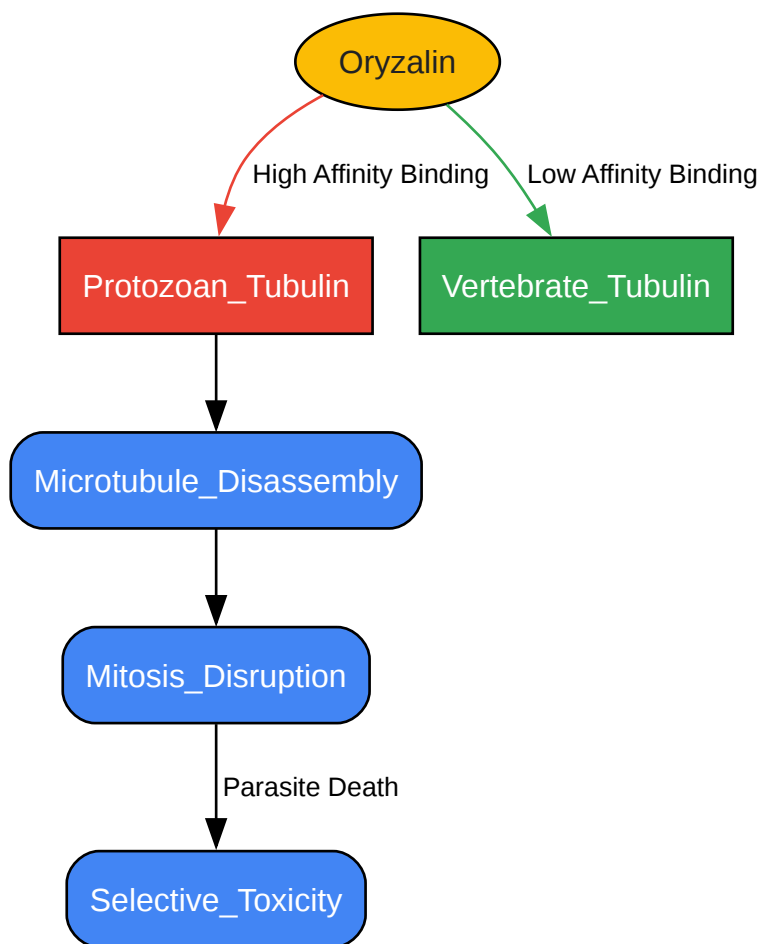 Oryzalin
High Affinity Binding
Low Affinity Binding
Protozoan_Tubulin
Vertebrate_Tubulin
Microtubule_Disassembly
Mitosis_Disruption
Parasite Death
Selective_Toxicity